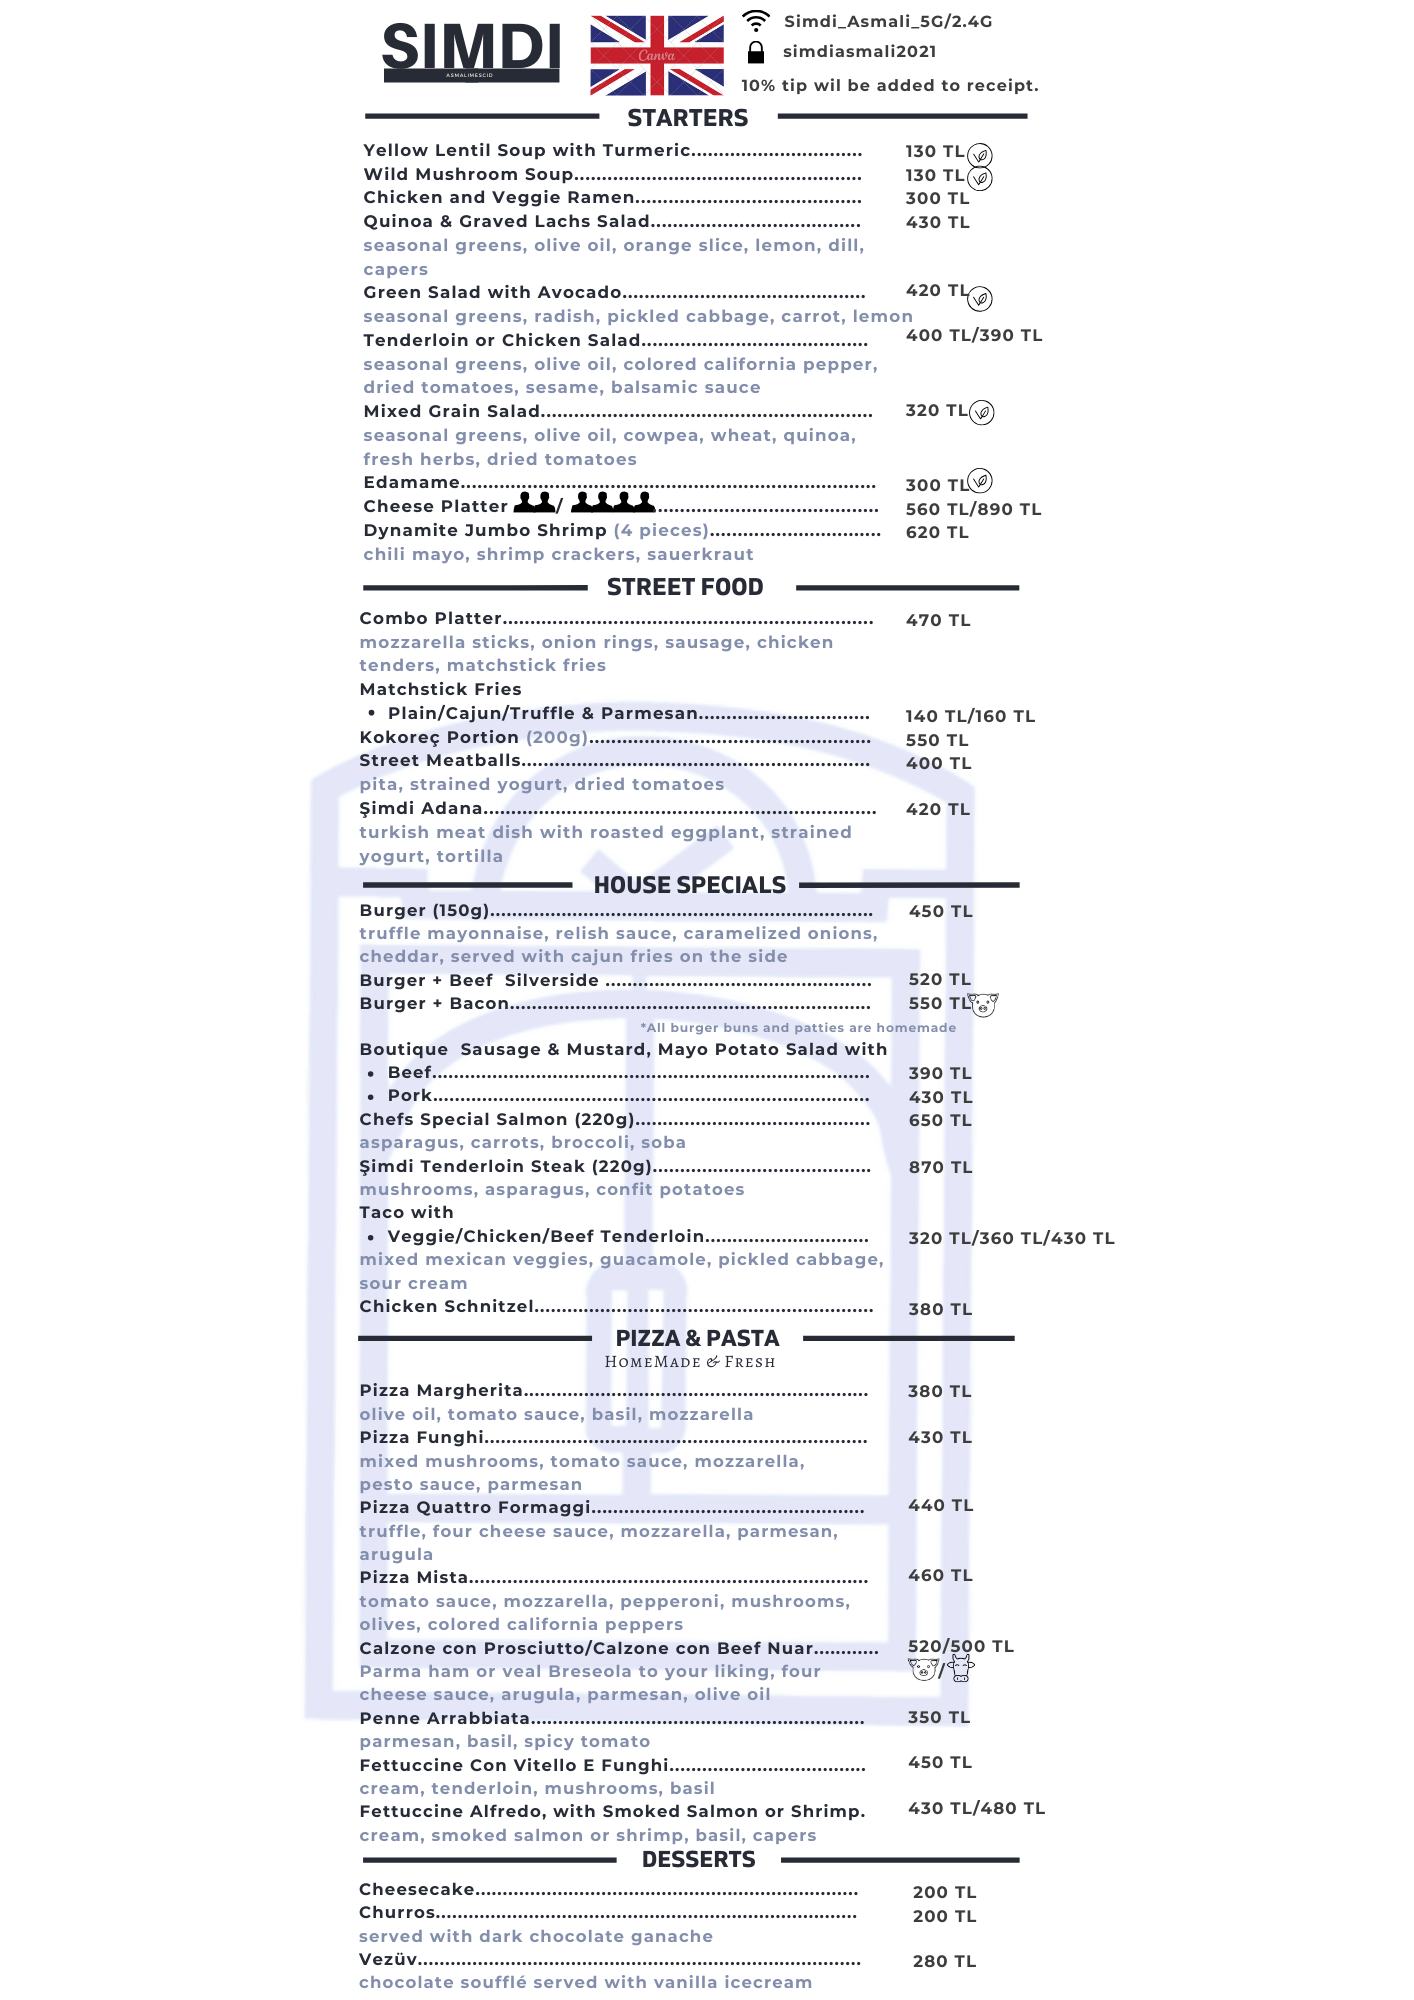 SIMDI
ASMALIMESCID
Canva
Simdi_Asmali_5G/2.4G
simdiasmali2021
10% tip wil be added to receipt.
STARTERS
Yellow Lentil Soup with Turmeric............................... 130 TL
Wild Mushroom Soup.................................................... 130 TL
Chicken and Veggie Ramen......................................... 300 TL
Quinoa & Graved Lachs Salad...................................... 430 TL
seasonal greens, olive oil, orange slice, lemon, dill,
capers
Green Salad with Avocado............................................ 420 TL
seasonal greens, radish, pickled cabbage, carrot, lemon
Tenderloin or Chicken Salad......................................... 400 TL/390 TL
seasonal greens, olive oil, colored california pepper,
dried tomatoes, sesame, balsamic sauce
Mixed Grain Salad............................................................ 320 TL
seasonal greens, olive oil, cowpea, wheat, quinoa,
fresh herbs, dried tomatoes
Edamame........................................................................... 300 TL
Cheese Platter / ........................................ 560 TL/890 TL
Dynamite Jumbo Shrimp (4 pieces)............................... 620 TL
chili mayo, shrimp crackers, sauerkraut
STREET FOOD
Combo Platter................................................................... 470 TL
mozzarella sticks, onion rings, sausage, chicken
tenders, matchstick fries
Matchstick Fries
• Plain/Cajun/Truffle & Parmesan............................... 140 TL/160 TL
Kokoreç Portion (200g)................................................... 550 TL
Street Meatballs............................................................... 400 TL
pita, strained yogurt, dried tomatoes
Şimdi Adana....................................................................... 420 TL
turkish meat dish with roasted eggplant, strained
yogurt, tortilla
HOUSE SPECIALS
Burger (150g)..................................................................... 450 TL
truffle mayonnaise, relish sauce, caramelized onions,
cheddar, served with cajun fries on the side
Burger + Beef  Silverside ................................................ 520 TL
Burger + Bacon................................................................. 550 TL
*All burger buns and patties are homemade
Boutique  Sausage & Mustard, Mayo Potato Salad with
• Beef............................................................................... 390 TL
• Pork............................................................................... 430 TL
Chefs Special Salmon (220g).......................................... 650 TL
asparagus, carrots, broccoli, soba
Şimdi Tenderloin Steak (220g)....................................... 870 TL
mushrooms, asparagus, confit potatoes
Taco with
• Veggie/Chicken/Beef Tenderloin............................. 320 TL/360 TL/430 TL
mixed mexican veggies, guacamole, pickled cabbage,
sour cream
Chicken Schnitzel............................................................. 380 TL
PIZZA & PASTA
HomeMade & Fresh
Pizza Margherita.............................................................. 380 TL
olive oil, tomato sauce, basil, mozzarella
Pizza Funghi..................................................................... 430 TL
mixed mushrooms, tomato sauce, mozzarella,
pesto sauce, parmesan
Pizza Quattro Formaggi................................................. 440 TL
truffle, four cheese sauce, mozzarella, parmesan,
arugula
Pizza Mista........................................................................ 460 TL
tomato sauce, mozzarella, pepperoni, mushrooms,
olives, colored california peppers
Calzone con Prosciutto/Calzone con Beef Nuar............ 520/500 TL
Parma ham or veal Breseola to your liking, four /
cheese sauce, arugula, parmesan, olive oil
Penne Arrabbiata............................................................ 350 TL
parmesan, basil, spicy tomato
Fettuccine Con Vitello E Funghi................................... 450 TL
cream, tenderloin, mushrooms, basil
Fettuccine Alfredo, with Smoked Salmon or Shrimp. 430 TL/480 TL
cream, smoked salmon or shrimp, basil, capers
DESSERTS
Cheesecake..................................................................... 200 TL
Churros............................................................................ 200 TL
served with dark chocolate ganache
Vezüv................................................................................ 280 TL
chocolate soufflé served with vanilla icecream